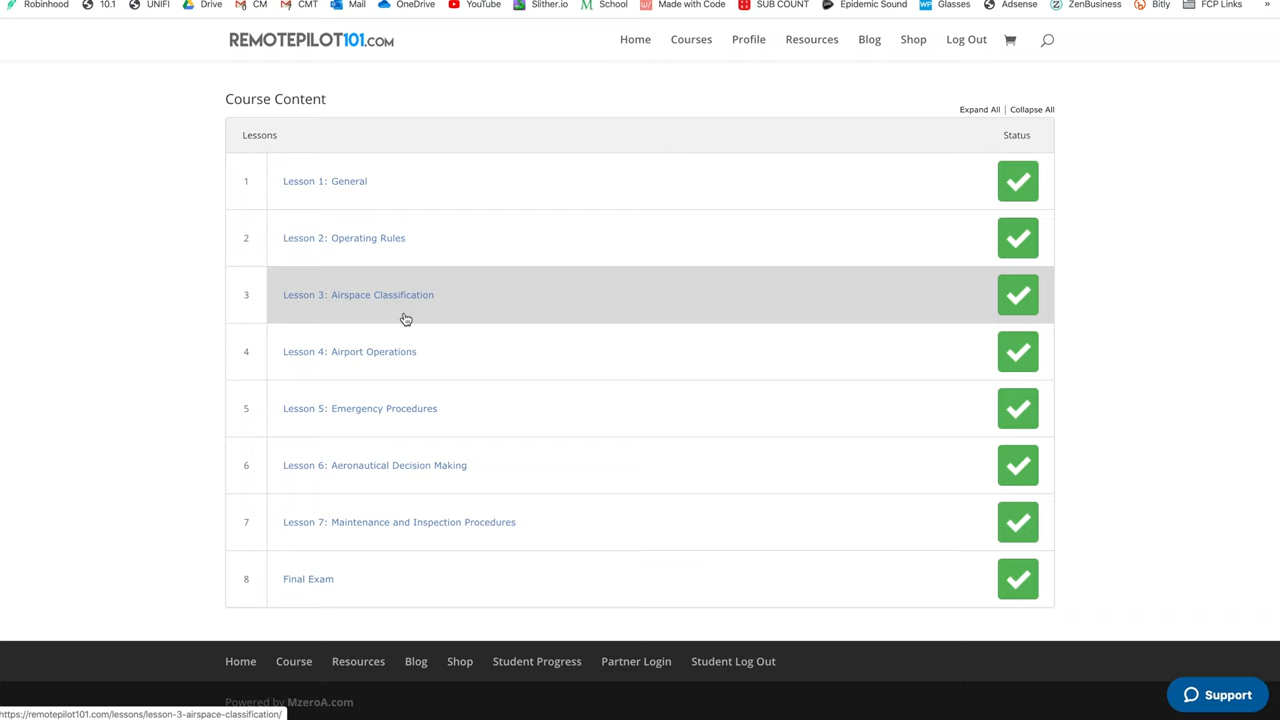 Robinhood 10.1 UNIFI Drive CM CMT Mail OneDrive YouTube Slither.io School Made with Code SUB COUNT Epidemic Sound Glasses Adsense ZenBusiness Bitly FCP Links »
REMOTEPILOT101.COM Home Courses Profile Resources Blog Shop Log Out
Course Content
Expand All | Collapse All
Lessons Status
1 Lesson 1: General
2 Lesson 2: Operating Rules
3 Lesson 3: Airspace Classification
4 Lesson 4: Airport Operations
5 Lesson 5: Emergency Procedures
6 Lesson 6: Aeronautical Decision Making
7 Lesson 7: Maintenance and Inspection Procedures
8 Final Exam
Home Course Resources Blog Shop Student Progress Partner Login Student Log Out
Support
Powered by MzeroA.com
https://remotepilot101.com/lessons/lesson-3-airspace-classification/